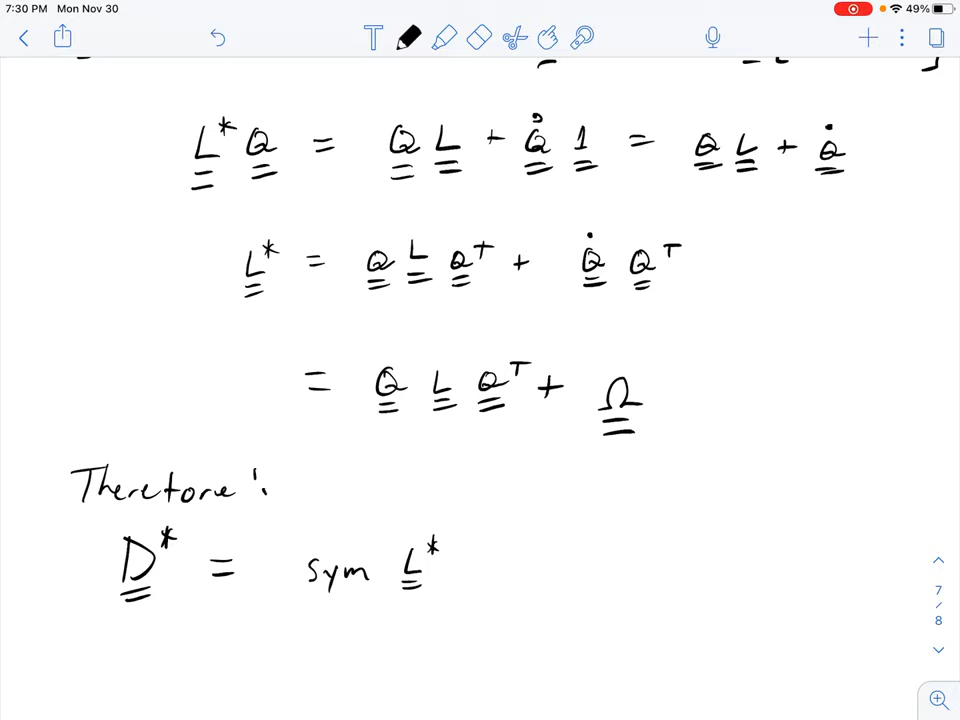 7:30 PM Mon Nov 30 49%
L* Q = Q L + Q̇ 1 = Q L + Q̇
L* = Q L Qᵀ + Q̇ Qᵀ
= Q L Qᵀ + Ω
Therefore :
D* = sym L*
7 / 8